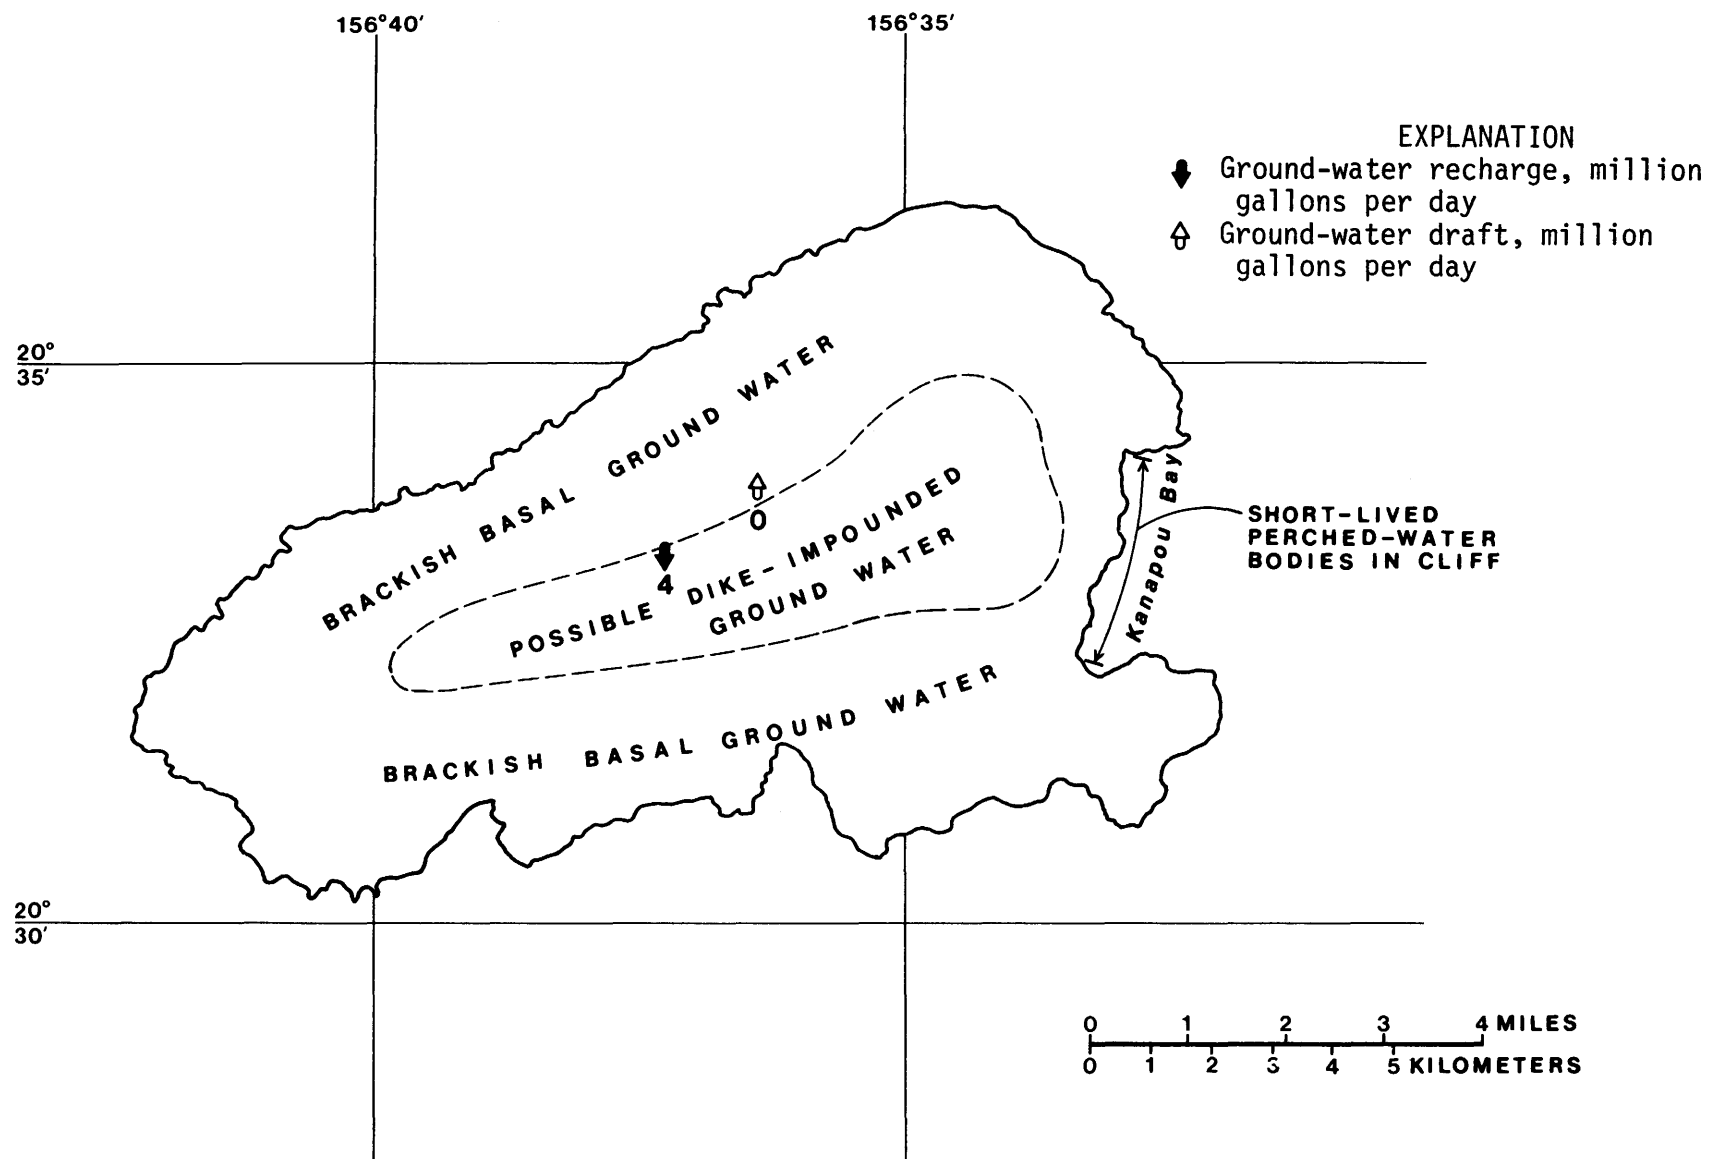 156°40′
156°35′
EXPLANATION
Ground-water recharge, million
gallons per day
Ground-water draft, million
gallons per day
20°
35′
BRACKISH BASAL GROUND WATER
0
4
POSSIBLE DIKE-IMPOUNDED
GROUND WATER
Kanapou Bay
SHORT-LIVED
PERCHED-WATER
BODIES IN CLIFF
BRACKISH BASAL GROUND WATER
20°
30′
0 1 2 3 4 MILES
0 1 2 3 4 5 KILOMETERS